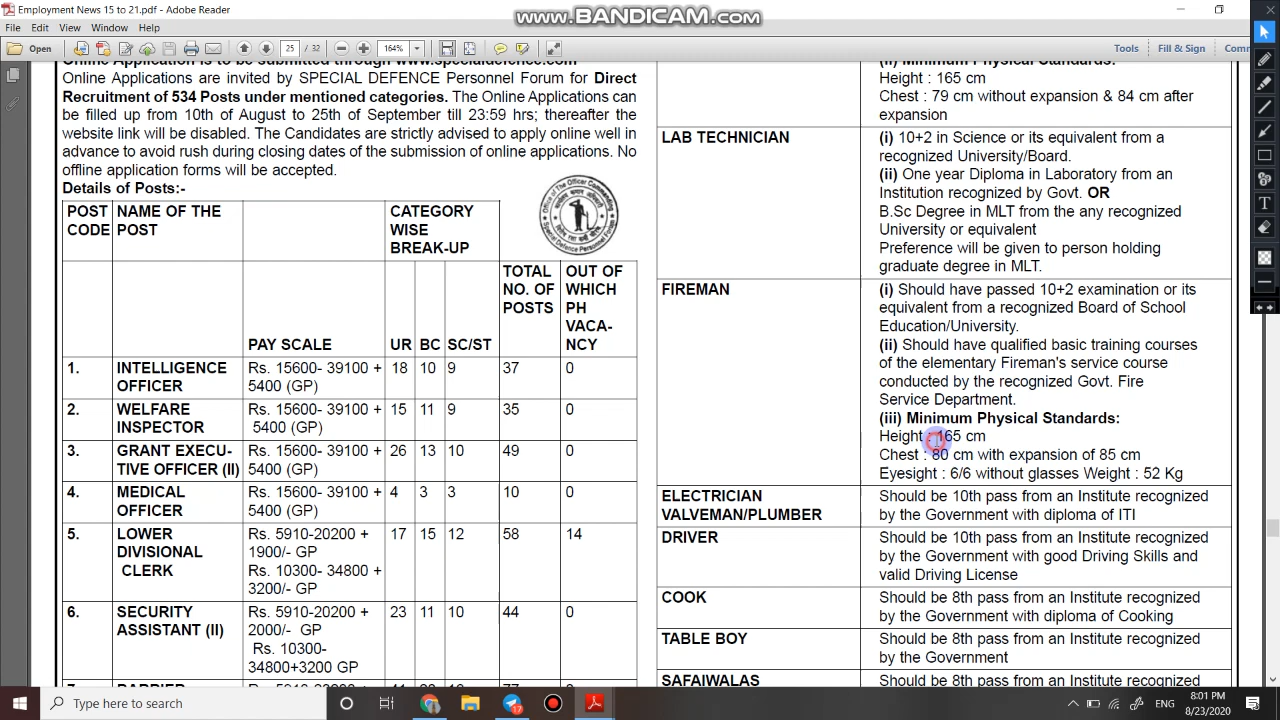 Employment News 15 to 21.pdf - Adobe Reader
www.BANDICAM.com
File Edit View Window Help
Open 25 / 32 164% Tools Fill & Sign
Online Application is to be submitted through www.specialdefence.com
Online Applications are invited by SPECIAL DEFENCE Personnel Forum for Direct
Recruitment of 534 Posts under mentioned categories. The Online Applications can
be filled up from 10th of August to 25th of September till 23:59 hrs; thereafter the
website link will be disabled. The Candidates are strictly advised to apply online well in
advance to avoid rush during closing dates of the submission of online applications. No
offline application forms will be accepted.
Details of Posts:-
POST CODE NAME OF THE POST CATEGORY WISE BREAK-UP
PAY SCALE UR BC SC/ST TOTAL NO. OF POSTS OUT OF WHICH PH VACA- NCY
1. INTELLIGENCE OFFICER Rs. 15600- 39100 + 5400 (GP) 18 10 9 37 0
2. WELFARE INSPECTOR Rs. 15600- 39100 + 5400 (GP) 15 11 9 35 0
3. GRANT EXECU- TIVE OFFICER (II) Rs. 15600- 39100 + 5400 (GP) 26 13 10 49 0
4. MEDICAL OFFICER Rs. 15600- 39100 + 5400 (GP) 4 3 3 10 0
5. LOWER DIVISIONAL CLERK Rs. 5910-20200 + 1900/- GP Rs. 10300- 34800 + 3200/- GP 17 15 12 58 14
6. SECURITY ASSISTANT (II) Rs. 5910-20200 + 2000/- GP Rs. 10300- 34800+3200 GP 23 11 10 44 0
(ii) Minimum Physical Standards:
Height : 165 cm
Chest : 79 cm without expansion & 84 cm after
expansion
LAB TECHNICIAN
(i) 10+2 in Science or its equivalent from a
recognized University/Board.
(ii) One year Diploma in Laboratory from an
Institution recognized by Govt. OR
B.Sc Degree in MLT from the any recognized
University or equivalent
Preference will be given to person holding
graduate degree in MLT.
FIREMAN
(i) Should have passed 10+2 examination or its
equivalent from a recognized Board of School
Education/University.
(ii) Should have qualified basic training courses
of the elementary Fireman's service course
conducted by the recognized Govt. Fire
Service Department.
(iii) Minimum Physical Standards:
Height : 165 cm
Chest : 80 cm with expansion of 85 cm
Eyesight : 6/6 without glasses Weight : 52 Kg
ELECTRICIAN VALVEMAN/PLUMBER
Should be 10th pass from an Institute recognized
by the Government with diploma of ITI
DRIVER
Should be 10th pass from an Institute recognized
by the Government with good Driving Skills and
valid Driving License
COOK
Should be 8th pass from an Institute recognized
by the Government with diploma of Cooking
TABLE BOY
Should be 8th pass from an Institute recognized
by the Government
SAFAIWALAS
Should be 8th pass from an Institute recognized
Type here to search
17
ENG
8:01 PM
8/23/2020